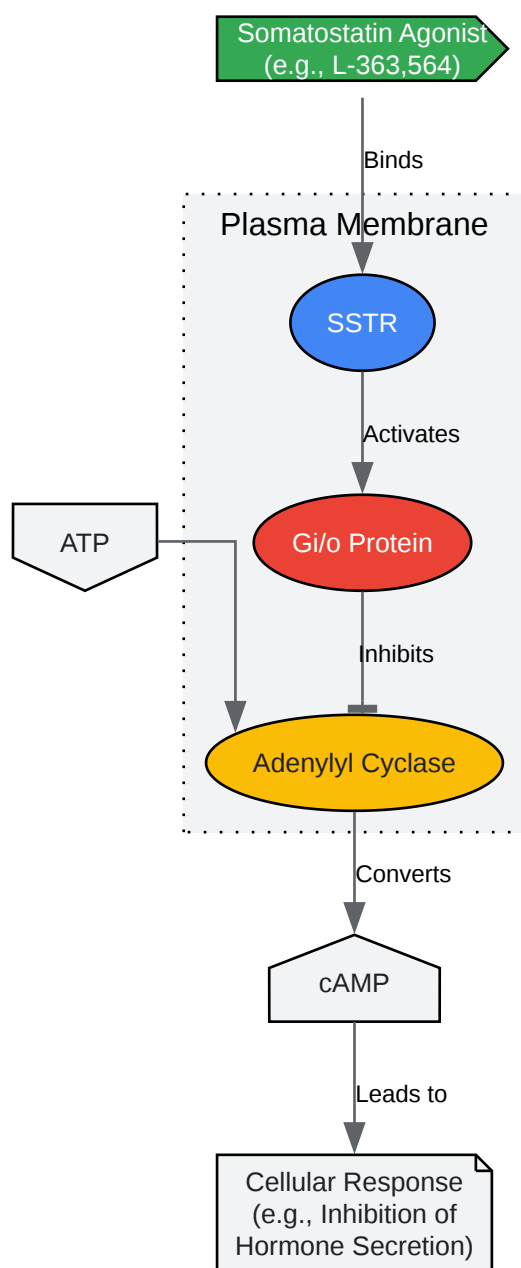 Somatostatin Agonist
(e.g., L-363,564)
Binds
Plasma Membrane
SSTR
Activates
ATP
Gi/o Protein
Inhibits
Adenylyl Cyclase
Converts
cAMP
Leads to
Cellular Response
(e.g., Inhibition of
Hormone Secretion)